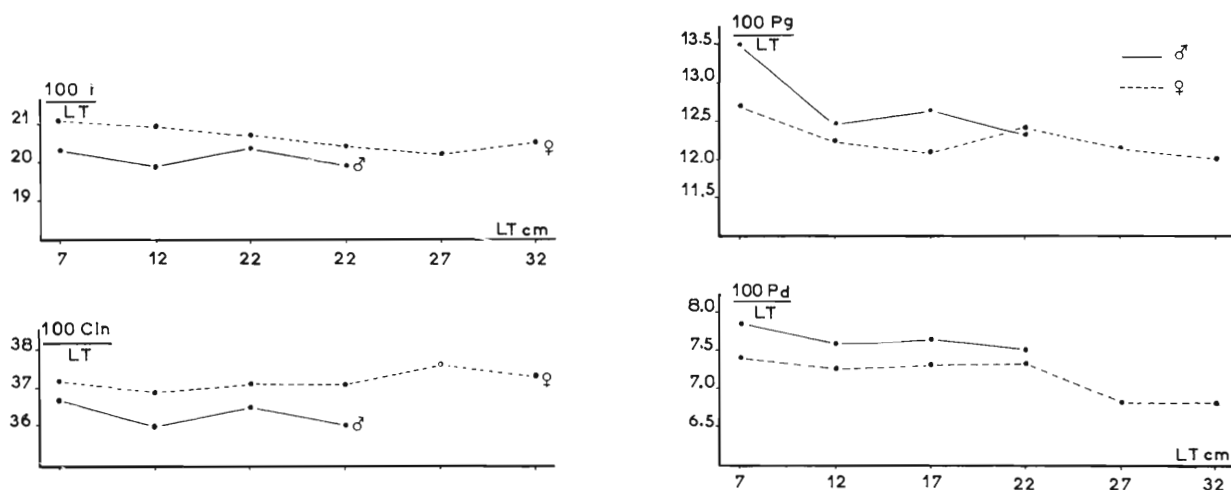 100 i
LT
21
20
19
♀
♂
LT cm
7 12 22 22 27 32
100 Cln
LT
38
37
36
♀
♂
100 Pg
LT
13.5
13.0
12.5
12.0
11.5
♂
♀
100 Pd
LT
8.0
7.5
7.0
6.5
LT cm
7 12 17 22 27 32